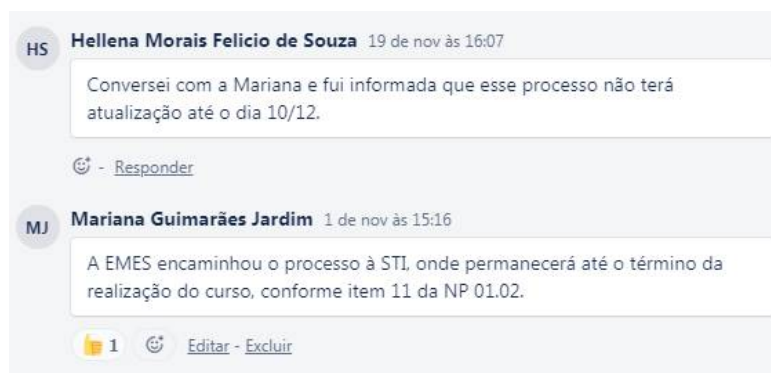 HS
Hellena Morais Felicio de Souza 19 de nov às 16:07
Conversei com a Mariana e fui informada que esse processo não terá
atualização até o dia 10/12.
- Responder
MJ
Mariana Guimarães Jardim 1 de nov às 15:16
A EMES encaminhou o processo à STI, onde permanecerá até o término da
realização do curso, conforme item 11 da NP 01.02.
1 Editar - Excluir